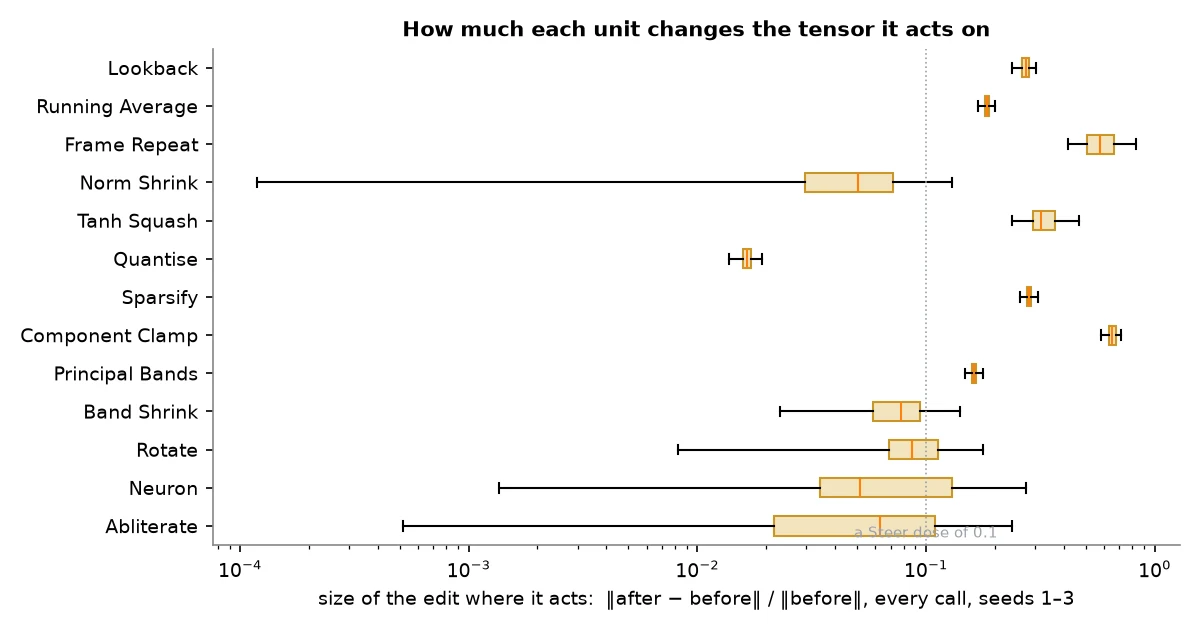 How much each unit changes the tensor it acts on
Lookback
Running Average
Frame Repeat
Norm Shrink
Tanh Squash
Quantise
Sparsify
Component Clamp
Principal Bands
Band Shrink
Rotate
Neuron
Abliterate
a Steer dose of 0.1
10⁻⁴ 10⁻³ 10⁻² 10⁻¹ 10⁰
size of the edit where it acts: ‖after − before‖ / ‖before‖, every call, seeds 1–3